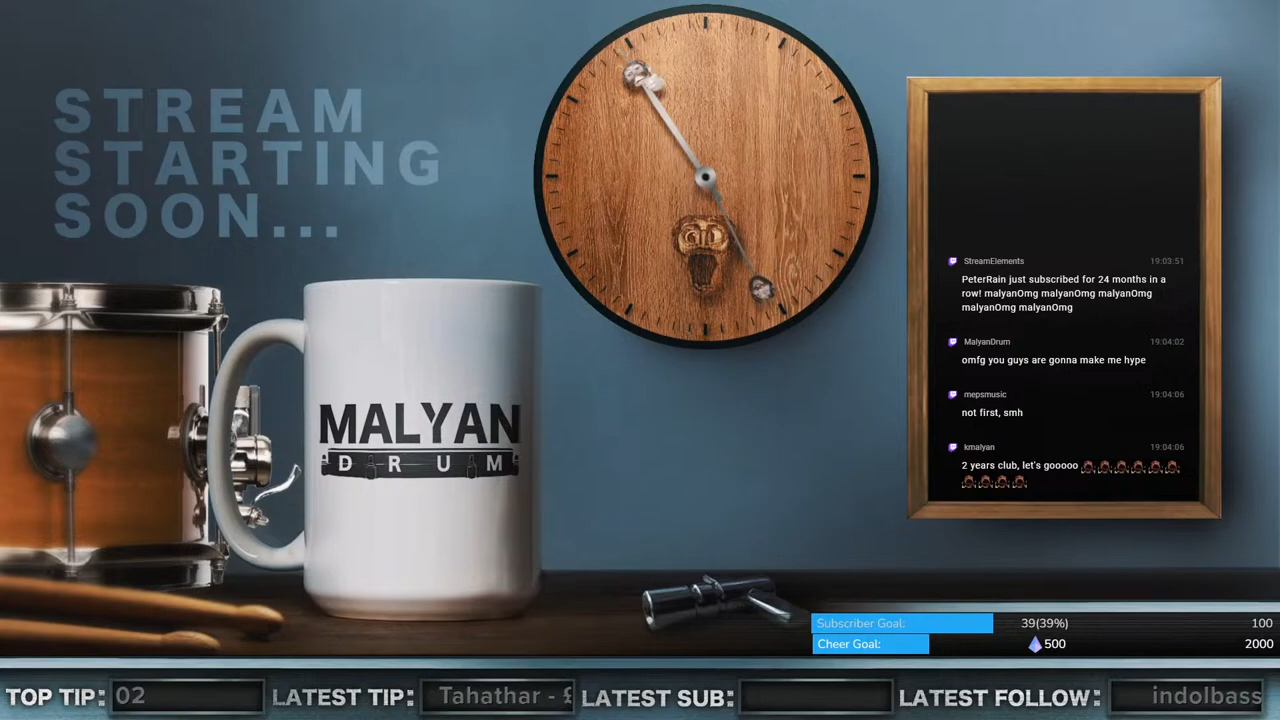 STREAM
STARTING
SOON...
StreamElements 19:03:51
PeterRain just subscribed for 24 months in a
row! malyanOmg malyanOmg malyanOmg
malyanOmg malyanOmg
MalyanDrum 19:04:02
omfg you guys are gonna make me hype
mepsmusic 19:04:06
not first, smh
kmalyan 19:04:06
2 years club, let's gooooo
MALYAN
DRUM
Subscriber Goal: 39(39%) 100
Cheer Goal: 500 2000
TOP TIP: 02 LATEST TIP: Tahathar - £ LATEST SUB: LATEST FOLLOW: indolbass